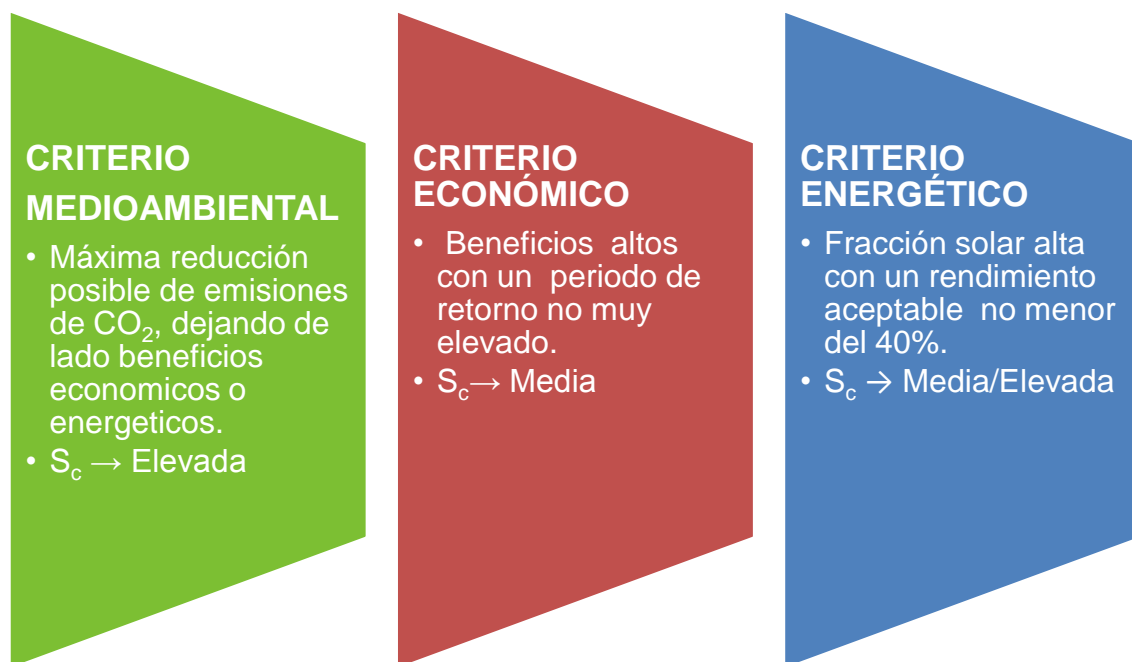 CRITERIO
MEDIOAMBIENTAL
• Máxima reducción
posible de emisiones
de CO₂, dejando de
lado beneficios
economicos o
energeticos.
• Sc → Elevada
CRITERIO
ECONÓMICO
• Beneficios altos
con un periodo de
retorno no muy
elevado.
• Sc→ Media
CRITERIO
ENERGÉTICO
• Fracción solar alta
con un rendimiento
aceptable no menor
del 40%.
• Sc → Media/Elevada